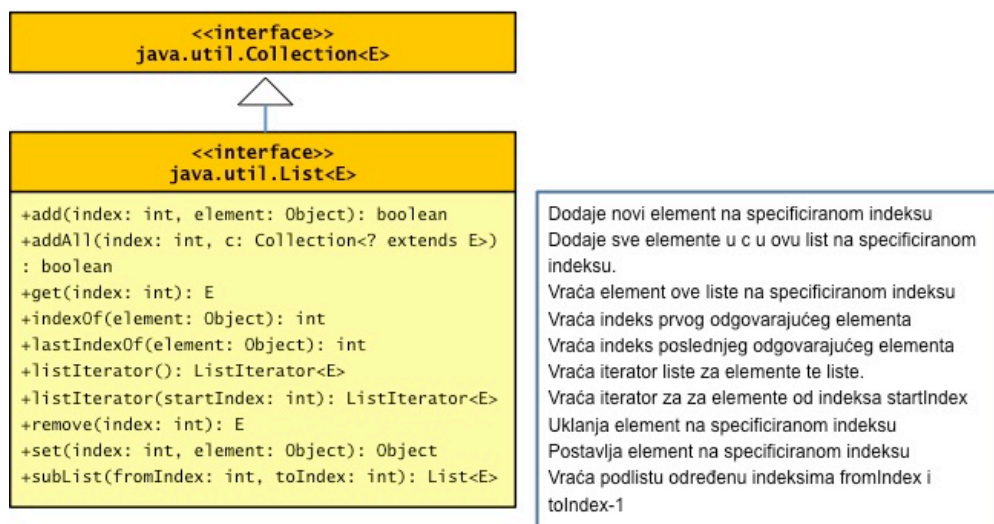 <<interface>>
java.util.Collection<E>
<<interface>>
java.util.List<E>
+add(index: int, element: Object): boolean
+addAll(index: int, c: Collection<? extends E>)
: boolean
+get(index: int): E
+indexOf(element: Object): int
+lastIndexOf(element: Object): int
+listIterator(): ListIterator<E>
+listIterator(startIndex: int): ListIterator<E>
+remove(index: int): E
+set(index: int, element: Object): Object
+subList(fromIndex: int, toIndex: int): List<E>
Dodaje novi element na specificiranom indeksu
Dodaje sve elemente u c u ovu list na specificiranom
indeksu.
Vraća element ove liste na specificiranom indeksu
Vraća indeks prvog odgovarajućeg elementa
Vraća indeks poslednjeg odgovarajućeg elementa
Vraća iterator liste za elemente te liste.
Vraća iterator za za elemente od indeksa startIndex
Uklanja element na specificiranom indeksu
Postavlja element na specificiranom indeksu
Vraća podlistu određenu indeksima fromIndex i
toIndex-1